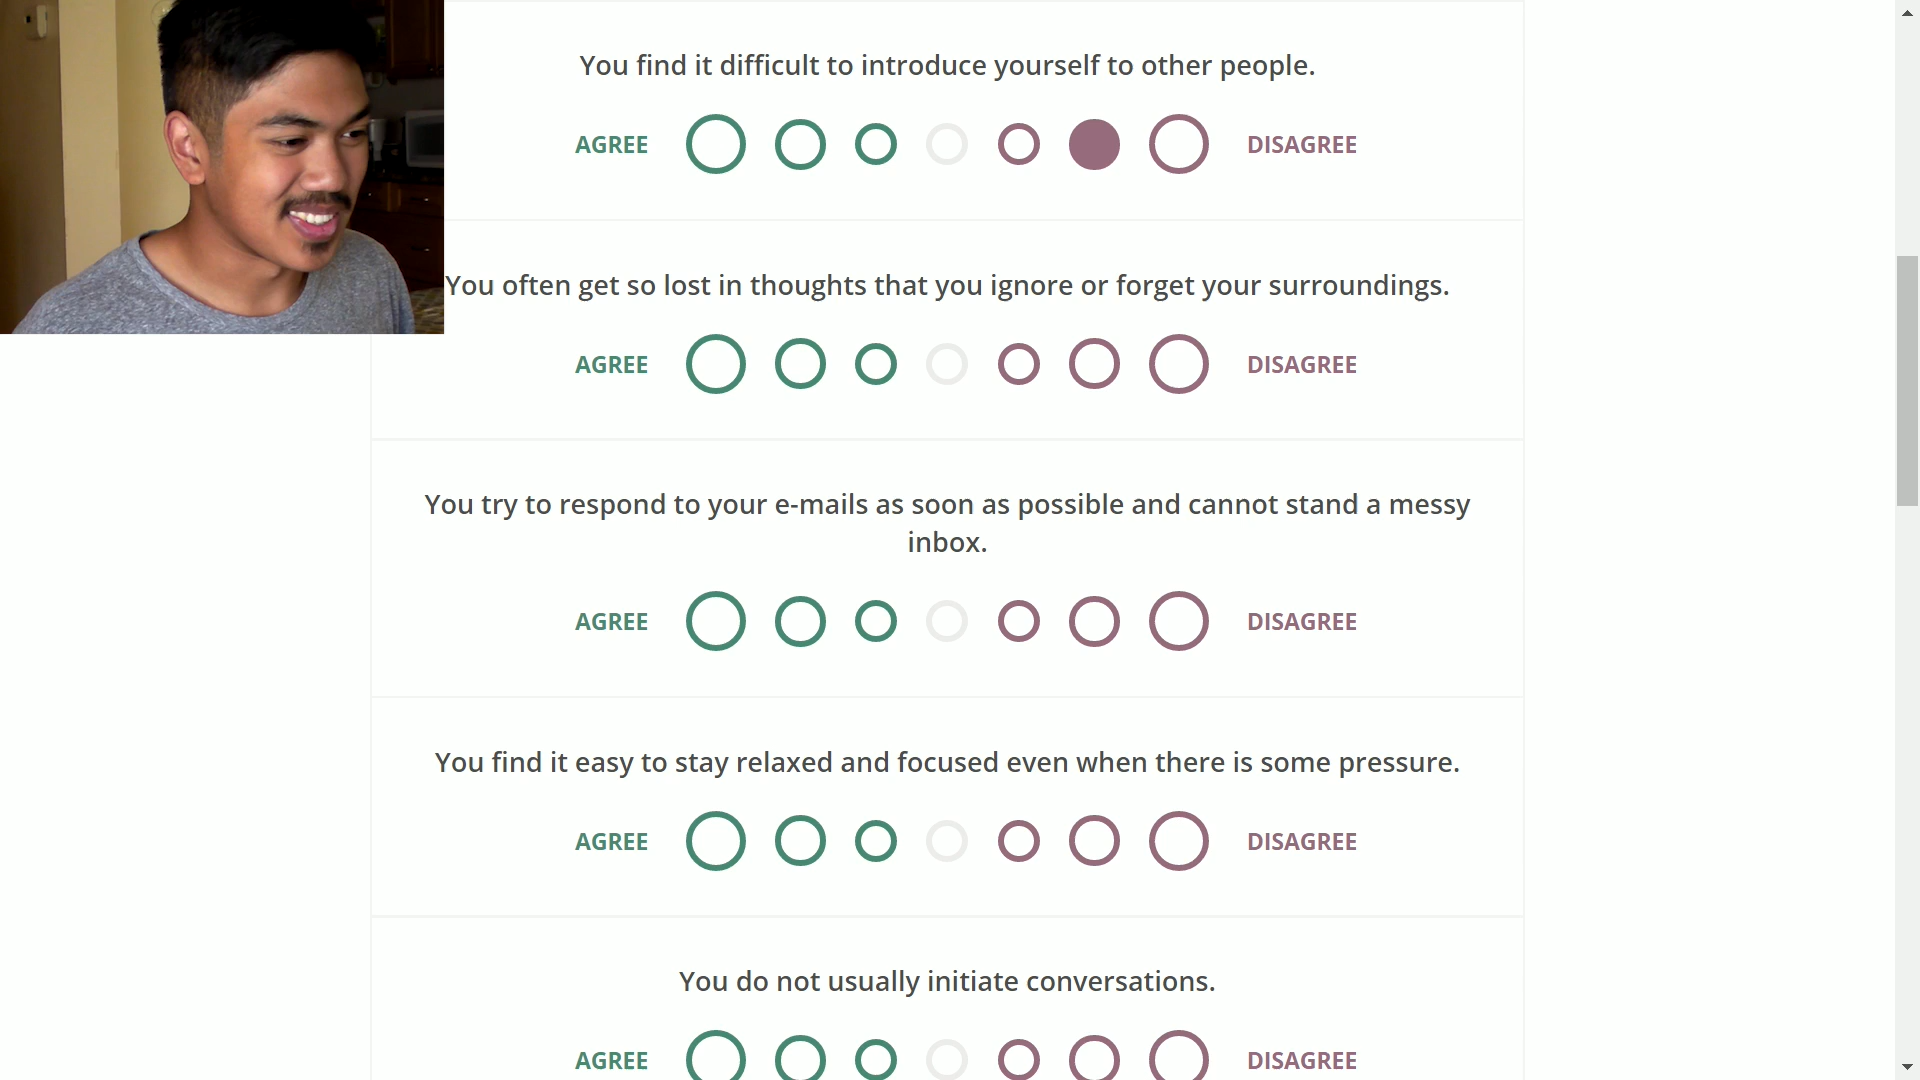 You find it difficult to introduce yourself to other people.
AGREE DISAGREE
You often get so lost in thoughts that you ignore or forget your surroundings.
AGREE DISAGREE
You try to respond to your e-mails as soon as possible and cannot stand a messy
inbox.
AGREE DISAGREE
You find it easy to stay relaxed and focused even when there is some pressure.
AGREE DISAGREE
You do not usually initiate conversations.
AGREE DISAGREE